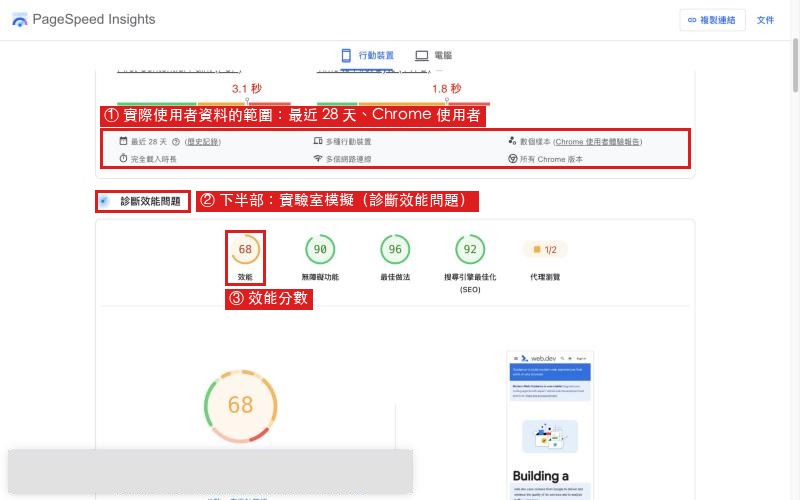 PageSpeed Insights
複製連結
文件
行動裝置
電腦
3.1 秒
1.8 秒
① 實際使用者資料的範圍：最近 28 天、Chrome 使用者
最近 28 天 (歷史記錄)
多種行動裝置
數個樣本 (Chrome 使用者體驗報告)
完全載入時長
多個網路連線
所有 Chrome 版本
診斷效能問題
② 下半部：實驗室模擬（診斷效能問題）
68
90
96
92
1/2
效能
無障礙功能
最佳做法
搜尋引擎最佳化
(SEO)
代理瀏覽
③ 效能分數
68
web.dev
Building a